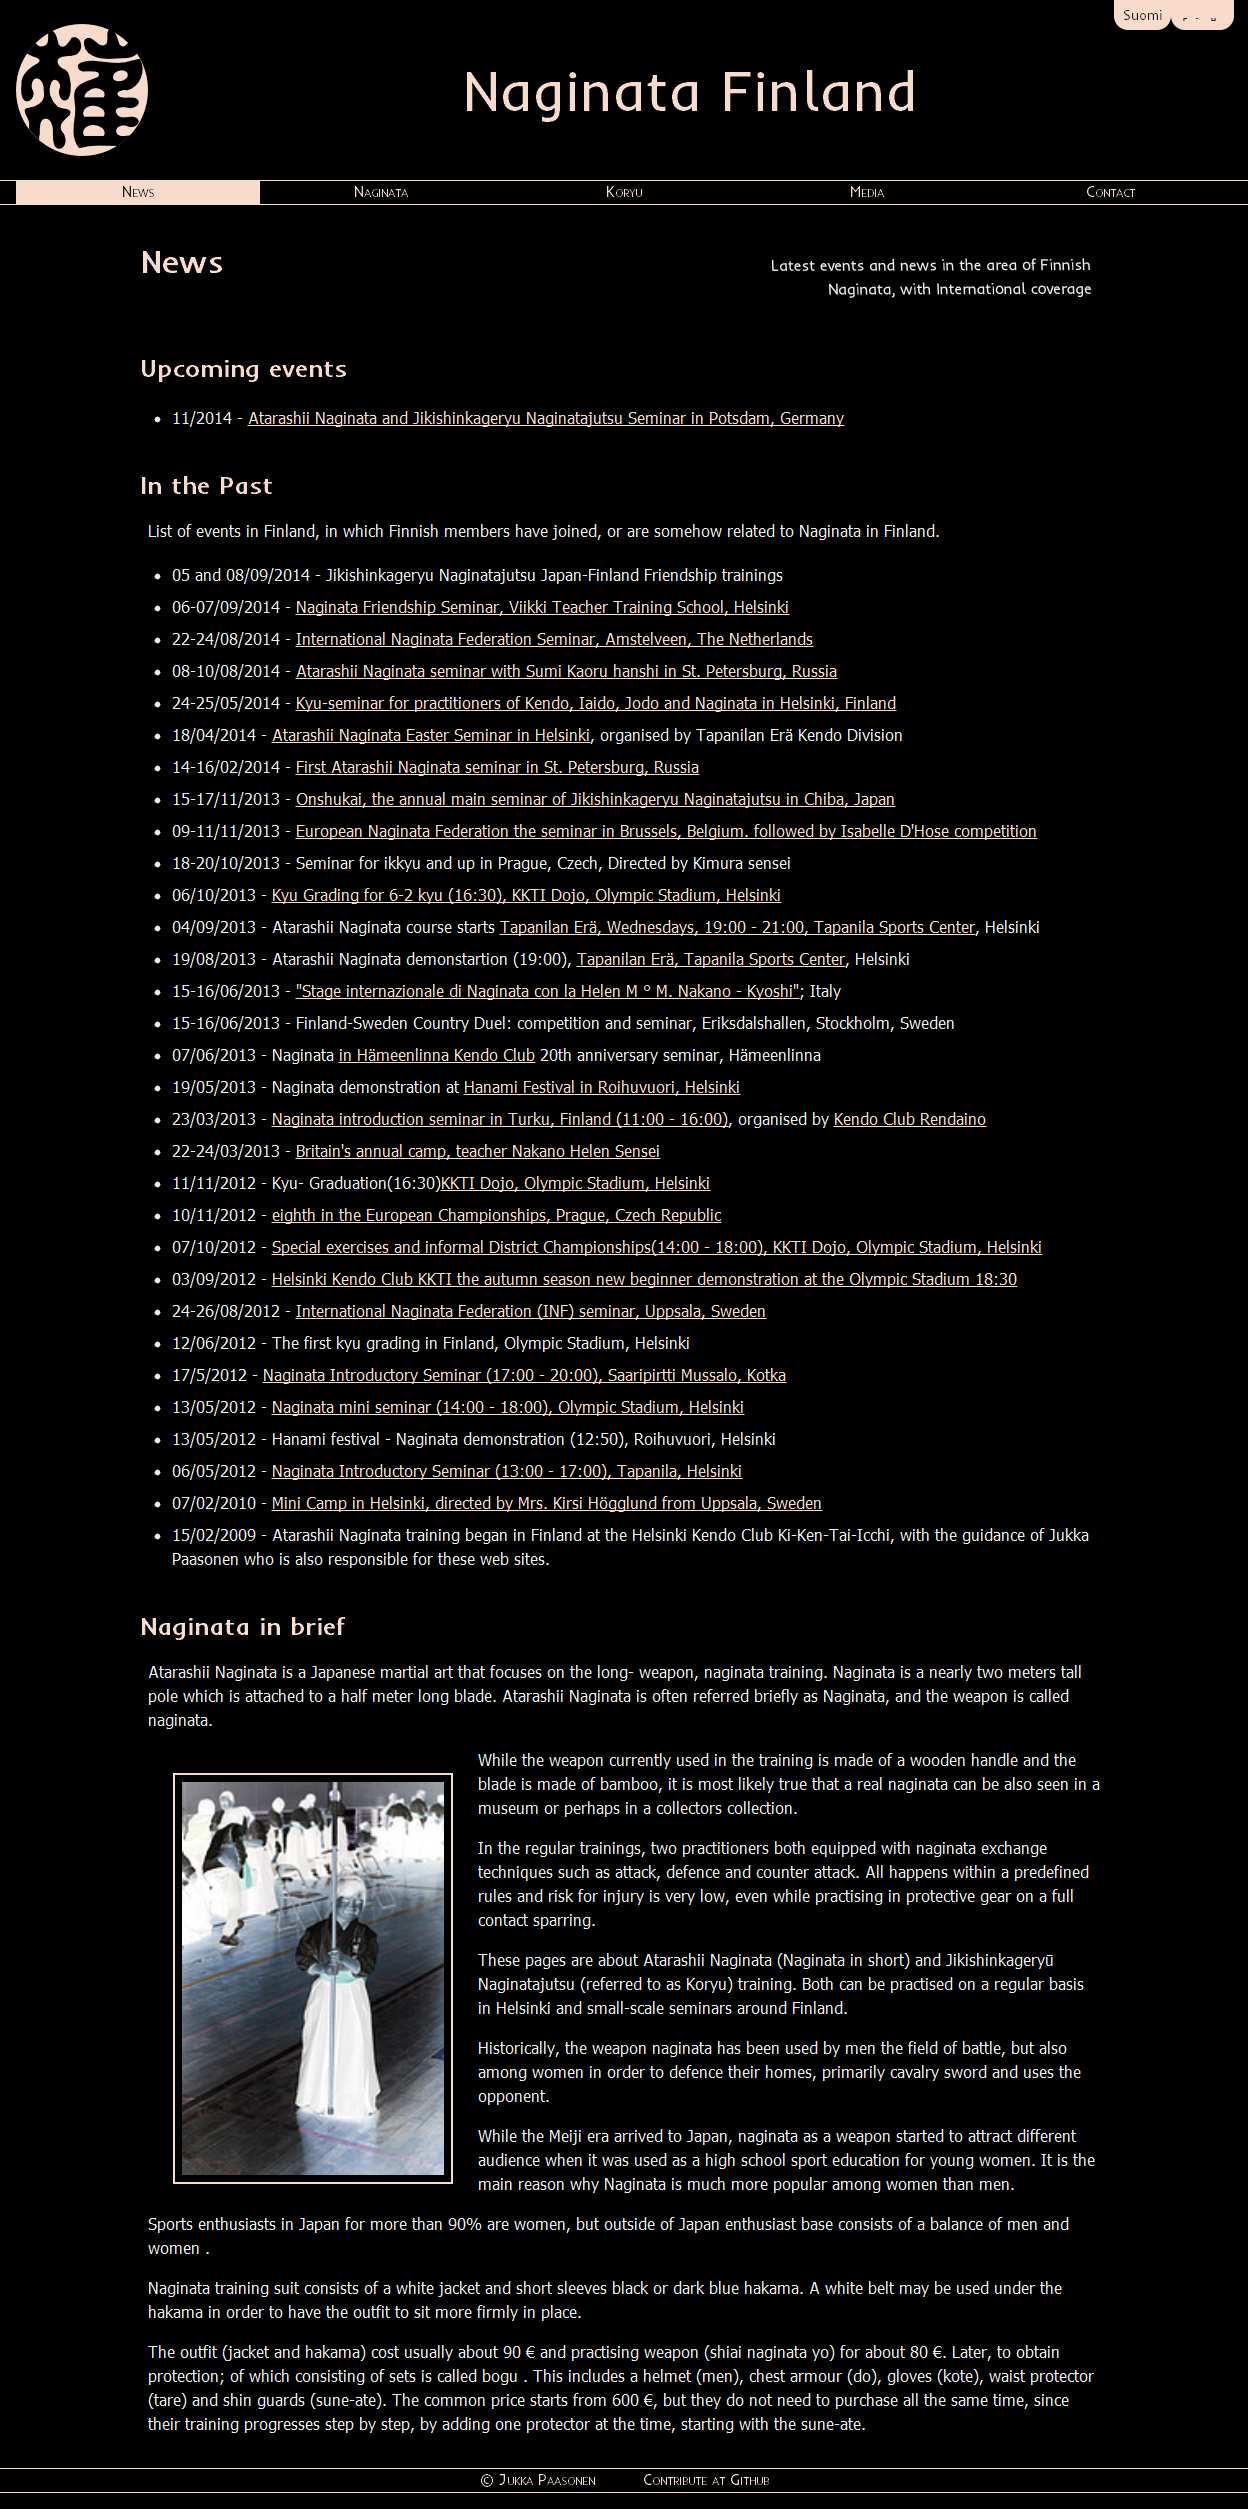 Suomi
Naginata Finland
News
Naginata
Koryu
Media
Contact
News
Latest events and news in the area of Finnish
Naginata, with International coverage
Upcoming events
• 11/2014 - Atarashii Naginata and Jikishinkageryu Naginatajutsu Seminar in Potsdam, Germany
In the Past
List of events in Finland, in which Finnish members have joined, or are somehow related to Naginata in Finland.
• 05 and 08/09/2014 - Jikishinkageryu Naginatajutsu Japan-Finland Friendship trainings
• 06-07/09/2014 - Naginata Friendship Seminar, Viikki Teacher Training School, Helsinki
• 22-24/08/2014 - International Naginata Federation Seminar, Amstelveen, The Netherlands
• 08-10/08/2014 - Atarashii Naginata seminar with Sumi Kaoru hanshi in St. Petersburg, Russia
• 24-25/05/2014 - Kyu-seminar for practitioners of Kendo, Iaido, Jodo and Naginata in Helsinki, Finland
• 18/04/2014 - Atarashii Naginata Easter Seminar in Helsinki, organised by Tapanilan Erä Kendo Division
• 14-16/02/2014 - First Atarashii Naginata seminar in St. Petersburg, Russia
• 15-17/11/2013 - Onshukai, the annual main seminar of Jikishinkageryu Naginatajutsu in Chiba, Japan
• 09-11/11/2013 - European Naginata Federation the seminar in Brussels, Belgium. followed by Isabelle D'Hose competition
• 18-20/10/2013 - Seminar for ikkyu and up in Prague, Czech, Directed by Kimura sensei
• 06/10/2013 - Kyu Grading for 6-2 kyu (16:30), KKTI Dojo, Olympic Stadium, Helsinki
• 04/09/2013 - Atarashii Naginata course starts Tapanilan Erä, Wednesdays, 19:00 - 21:00, Tapanila Sports Center, Helsinki
• 19/08/2013 - Atarashii Naginata demonstartion (19:00), Tapanilan Erä, Tapanila Sports Center, Helsinki
• 15-16/06/2013 - "Stage internazionale di Naginata con la Helen M ° M. Nakano - Kyoshi"; Italy
• 15-16/06/2013 - Finland-Sweden Country Duel: competition and seminar, Eriksdalshallen, Stockholm, Sweden
• 07/06/2013 - Naginata in Hämeenlinna Kendo Club 20th anniversary seminar, Hämeenlinna
• 19/05/2013 - Naginata demonstration at Hanami Festival in Roihuvuori, Helsinki
• 23/03/2013 - Naginata introduction seminar in Turku, Finland (11:00 - 16:00), organised by Kendo Club Rendaino
• 22-24/03/2013 - Britain's annual camp, teacher Nakano Helen Sensei
• 11/11/2012 - Kyu- Graduation(16:30)KKTI Dojo, Olympic Stadium, Helsinki
• 10/11/2012 - eighth in the European Championships, Prague, Czech Republic
• 07/10/2012 - Special exercises and informal District Championships(14:00 - 18:00), KKTI Dojo, Olympic Stadium, Helsinki
• 03/09/2012 - Helsinki Kendo Club KKTI the autumn season new beginner demonstration at the Olympic Stadium 18:30
• 24-26/08/2012 - International Naginata Federation (INF) seminar, Uppsala, Sweden
• 12/06/2012 - The first kyu grading in Finland, Olympic Stadium, Helsinki
• 17/5/2012 - Naginata Introductory Seminar (17:00 - 20:00), Saaripirtti Mussalo, Kotka
• 13/05/2012 - Naginata mini seminar (14:00 - 18:00), Olympic Stadium, Helsinki
• 13/05/2012 - Hanami festival - Naginata demonstration (12:50), Roihuvuori, Helsinki
• 06/05/2012 - Naginata Introductory Seminar (13:00 - 17:00), Tapanila, Helsinki
• 07/02/2010 - Mini Camp in Helsinki, directed by Mrs. Kirsi Högglund from Uppsala, Sweden
• 15/02/2009 - Atarashii Naginata training began in Finland at the Helsinki Kendo Club Ki-Ken-Tai-Icchi, with the guidance of Jukka
Paasonen who is also responsible for these web sites.
Naginata in brief
Atarashii Naginata is a Japanese martial art that focuses on the long- weapon, naginata training. Naginata is a nearly two meters tall
pole which is attached to a half meter long blade. Atarashii Naginata is often referred briefly as Naginata, and the weapon is called
naginata.
While the weapon currently used in the training is made of a wooden handle and the
blade is made of bamboo, it is most likely true that a real naginata can be also seen in a
museum or perhaps in a collectors collection.
In the regular trainings, two practitioners both equipped with naginata exchange
techniques such as attack, defence and counter attack. All happens within a predefined
rules and risk for injury is very low, even while practising in protective gear on a full
contact sparring.
These pages are about Atarashii Naginata (Naginata in short) and Jikishinkageryū
Naginatajutsu (referred to as Koryu) training. Both can be practised on a regular basis
in Helsinki and small-scale seminars around Finland.
Historically, the weapon naginata has been used by men the field of battle, but also
among women in order to defence their homes, primarily cavalry sword and uses the
opponent.
While the Meiji era arrived to Japan, naginata as a weapon started to attract different
audience when it was used as a high school sport education for young women. It is the
main reason why Naginata is much more popular among women than men.
Sports enthusiasts in Japan for more than 90% are women, but outside of Japan enthusiast base consists of a balance of men and
women .
Naginata training suit consists of a white jacket and short sleeves black or dark blue hakama. A white belt may be used under the
hakama in order to have the outfit to sit more firmly in place.
The outfit (jacket and hakama) cost usually about 90 € and practising weapon (shiai naginata yo) for about 80 €. Later, to obtain
protection; of which consisting of sets is called bogu . This includes a helmet (men), chest armour (do), gloves (kote), waist protector
(tare) and shin guards (sune-ate). The common price starts from 600 €, but they do not need to purchase all the same time, since
their training progresses step by step, by adding one protector at the time, starting with the sune-ate.
© Jukka Paasonen
Contribute at Github